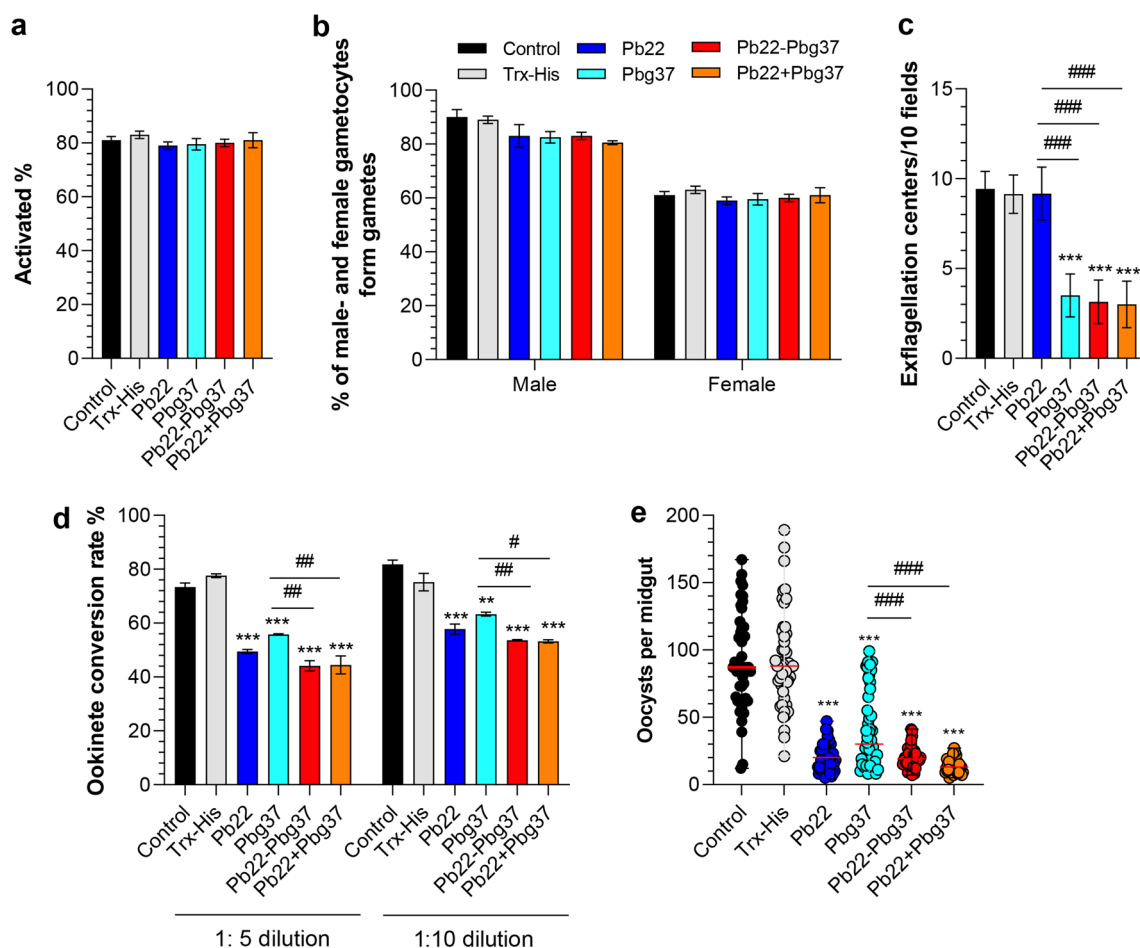 a
Activated %
100
80
60
40
20
0
Control
Trx-His
Pb22
Pbg37
Pb22-Pbg37
Pb22+Pbg37
b
Control
Pb22
Pb22-Pbg37
Trx-His
Pbg37
Pb22+Pbg37
% of male- and female gametocytes
form gametes
100
80
60
40
20
0
Male
Female
c
Exflagellation centers/10 fields
15
10
5
0
###
###
###
***
***
***
Control
Trx-His
Pb22
Pbg37
Pb22-Pbg37
Pb22+Pbg37
d
Ookinete conversion rate %
100
80
60
40
20
0
##
##
***
***
***
***
#
##
***
**
***
***
Control
Trx-His
Pb22
Pbg37
Pb22-Pbg37
Pb22+Pbg37
Control
Trx-His
Pb22
Pbg37
Pb22-Pbg37
Pb22+Pbg37
1: 5 dilution
1:10 dilution
e
Oocysts per midgut
200
150
100
50
0
###
###
***
***
***
***
Control
Trx-His
Pb22
Pbg37
Pb22-Pbg37
Pb22+Pbg37